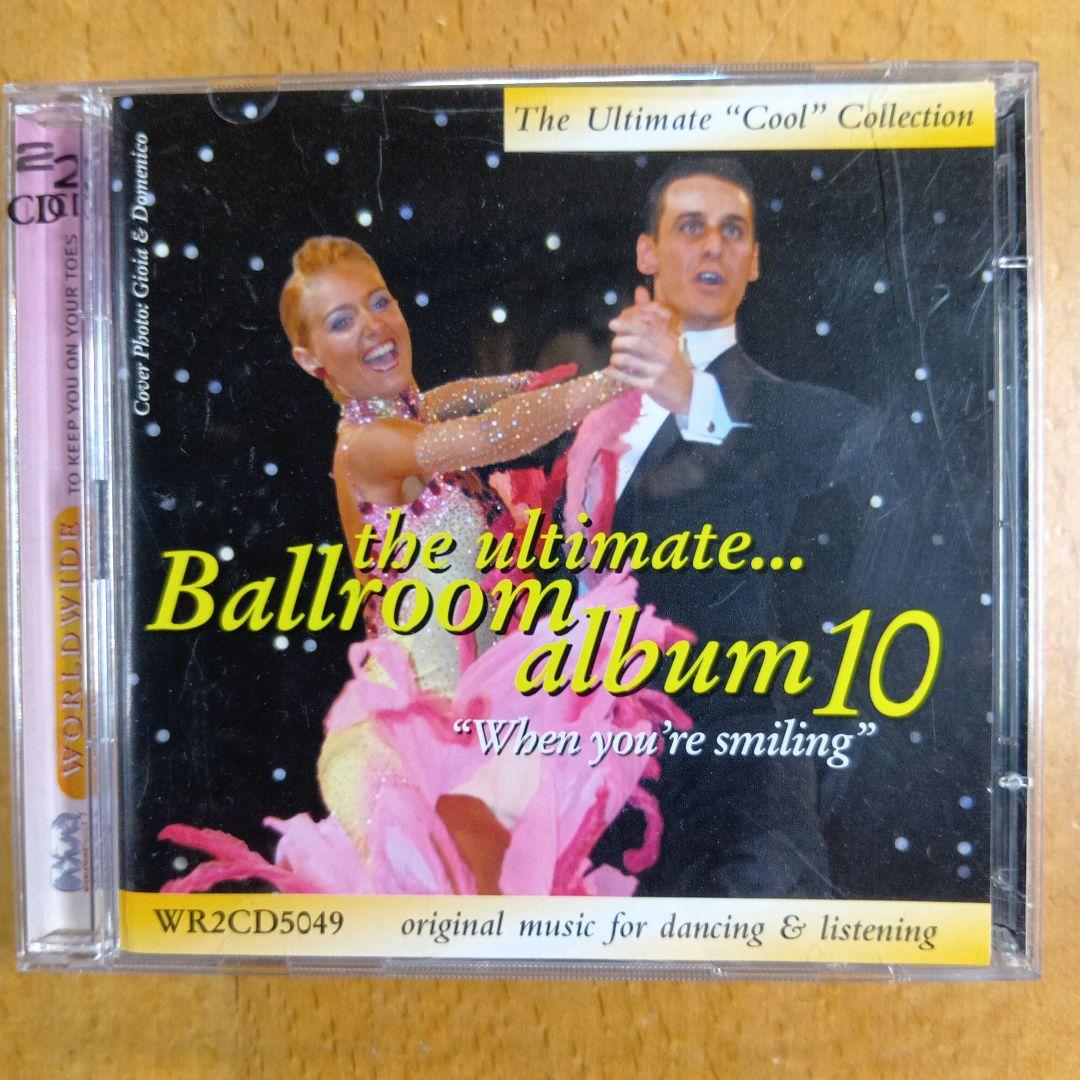 The Ultimate “Cool” Collection
Cover Photo: Gioia & Domenico
2
CD
WORLDWIDE TO KEEP YOU ON YOUR TOES
the ultimate...
Ballroom
album 10
“When you're smiling”
WR2CD5049 original music for dancing & listening